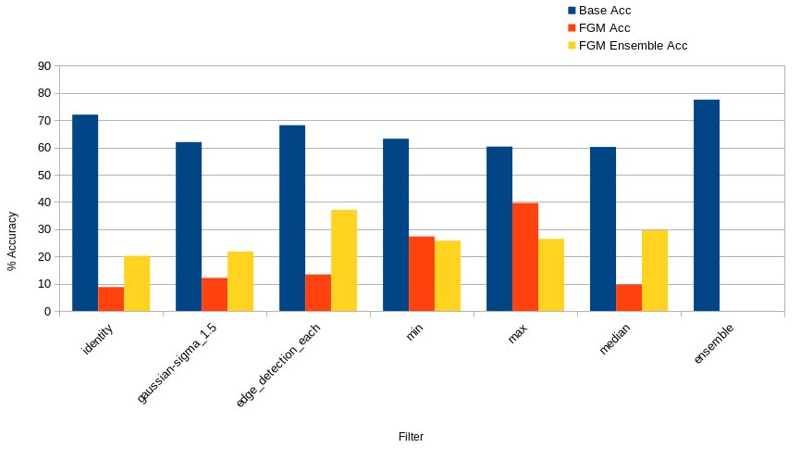 Base Acc
FGM Acc
FGM Ensemble Acc
90
80
70
60
50
40
30
20
10
0
% Accuracy
identity
gaussian-sigma_1.5
edge_detection_each
min
max
median
ensemble
Filter